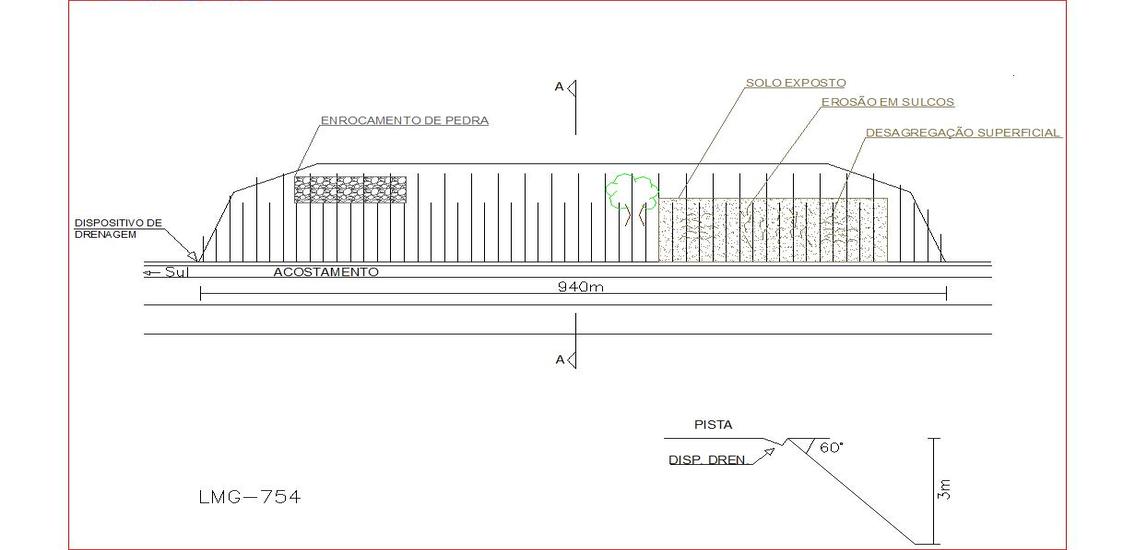 A
SOLO EXPOSTO
EROSÃO EM SULCOS
ENROCAMENTO DE PEDRA
DESAGREGAÇÃO SUPERFICIAL
DISPOSITIVO DE
DRENAGEM
Sul
ACOSTAMENTO
940m
A
PISTA
60°
DISP. DREN.
3m
LMG-754